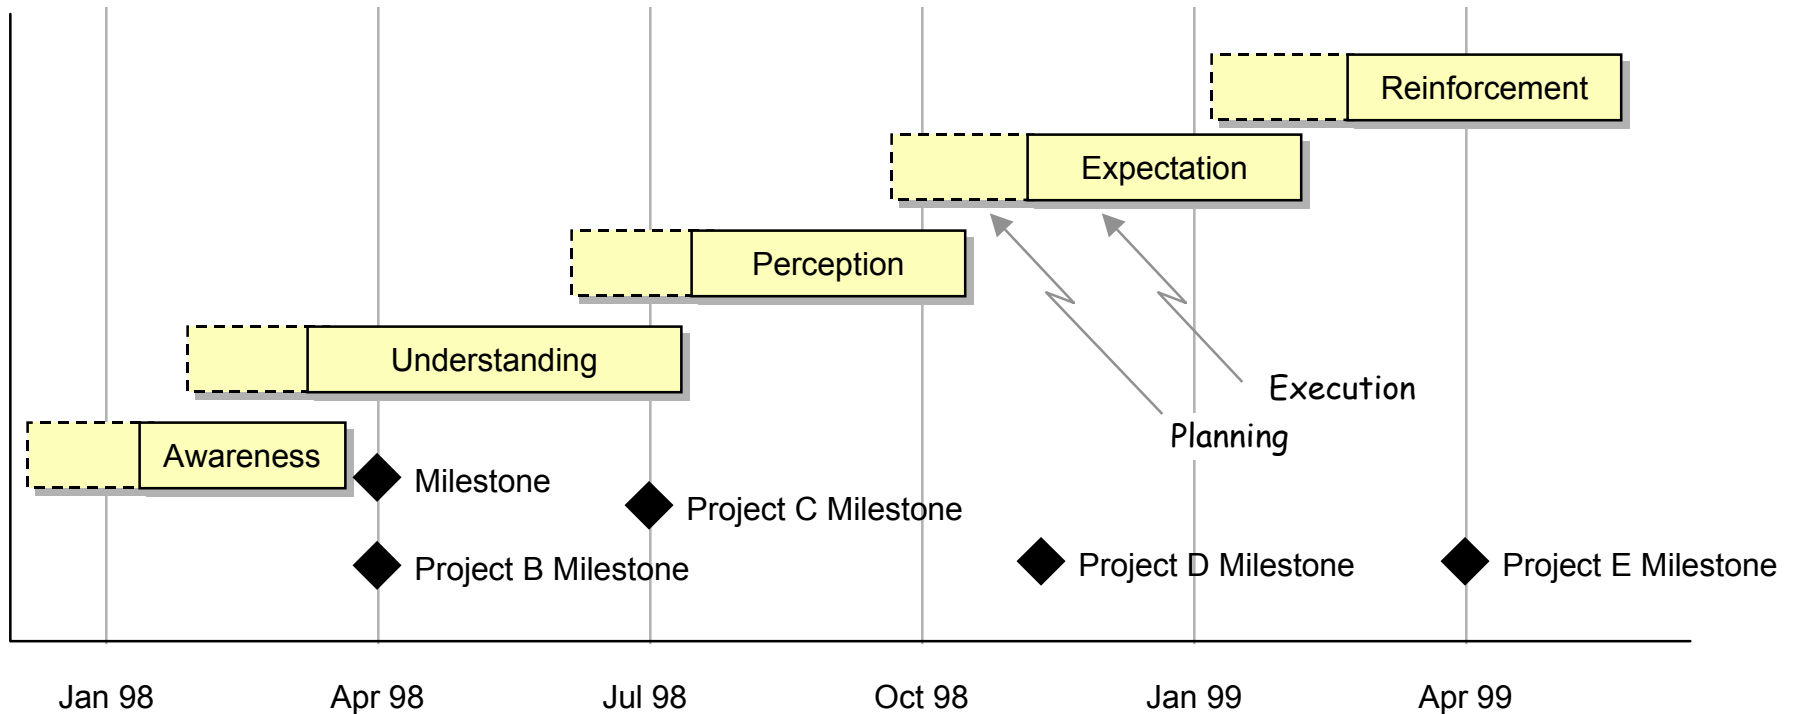 Reinforcement
Expectation
Perception
Understanding
Execution
Planning
Awareness
Milestone
Project C Milestone
Project B Milestone
Project D Milestone
Project E Milestone
Jan 98
Apr 98
Jul 98
Oct 98
Jan 99
Apr 99